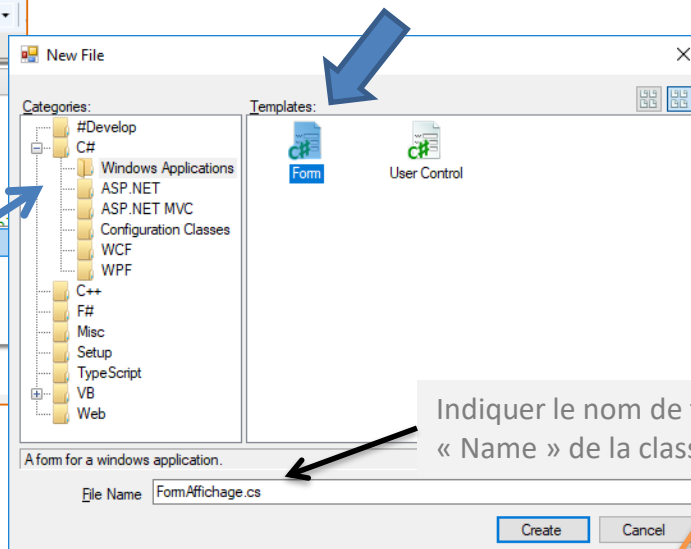 New File
Categories:
Templates:
#Develop
C#
Windows Applications
ASP.NET
ASP.NET MVC
Configuration Classes
WCF
WPF
C++
F#
Misc
Setup
TypeScript
VB
Web
C#
Form
C#
User Control
Indiquer le nom de
« Name » de la clas
A form for a windows application.
File Name
FormAffichage.cs
Create
Cancel